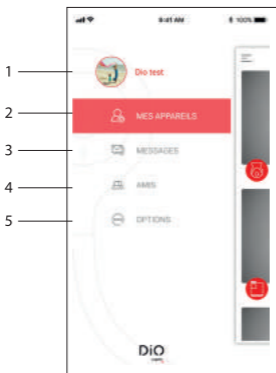 9:41 AM 100%
1 Dio test
2 MES APPAREILS
3 MESSAGES
4 AMIS
5 OPTIONS
DiO